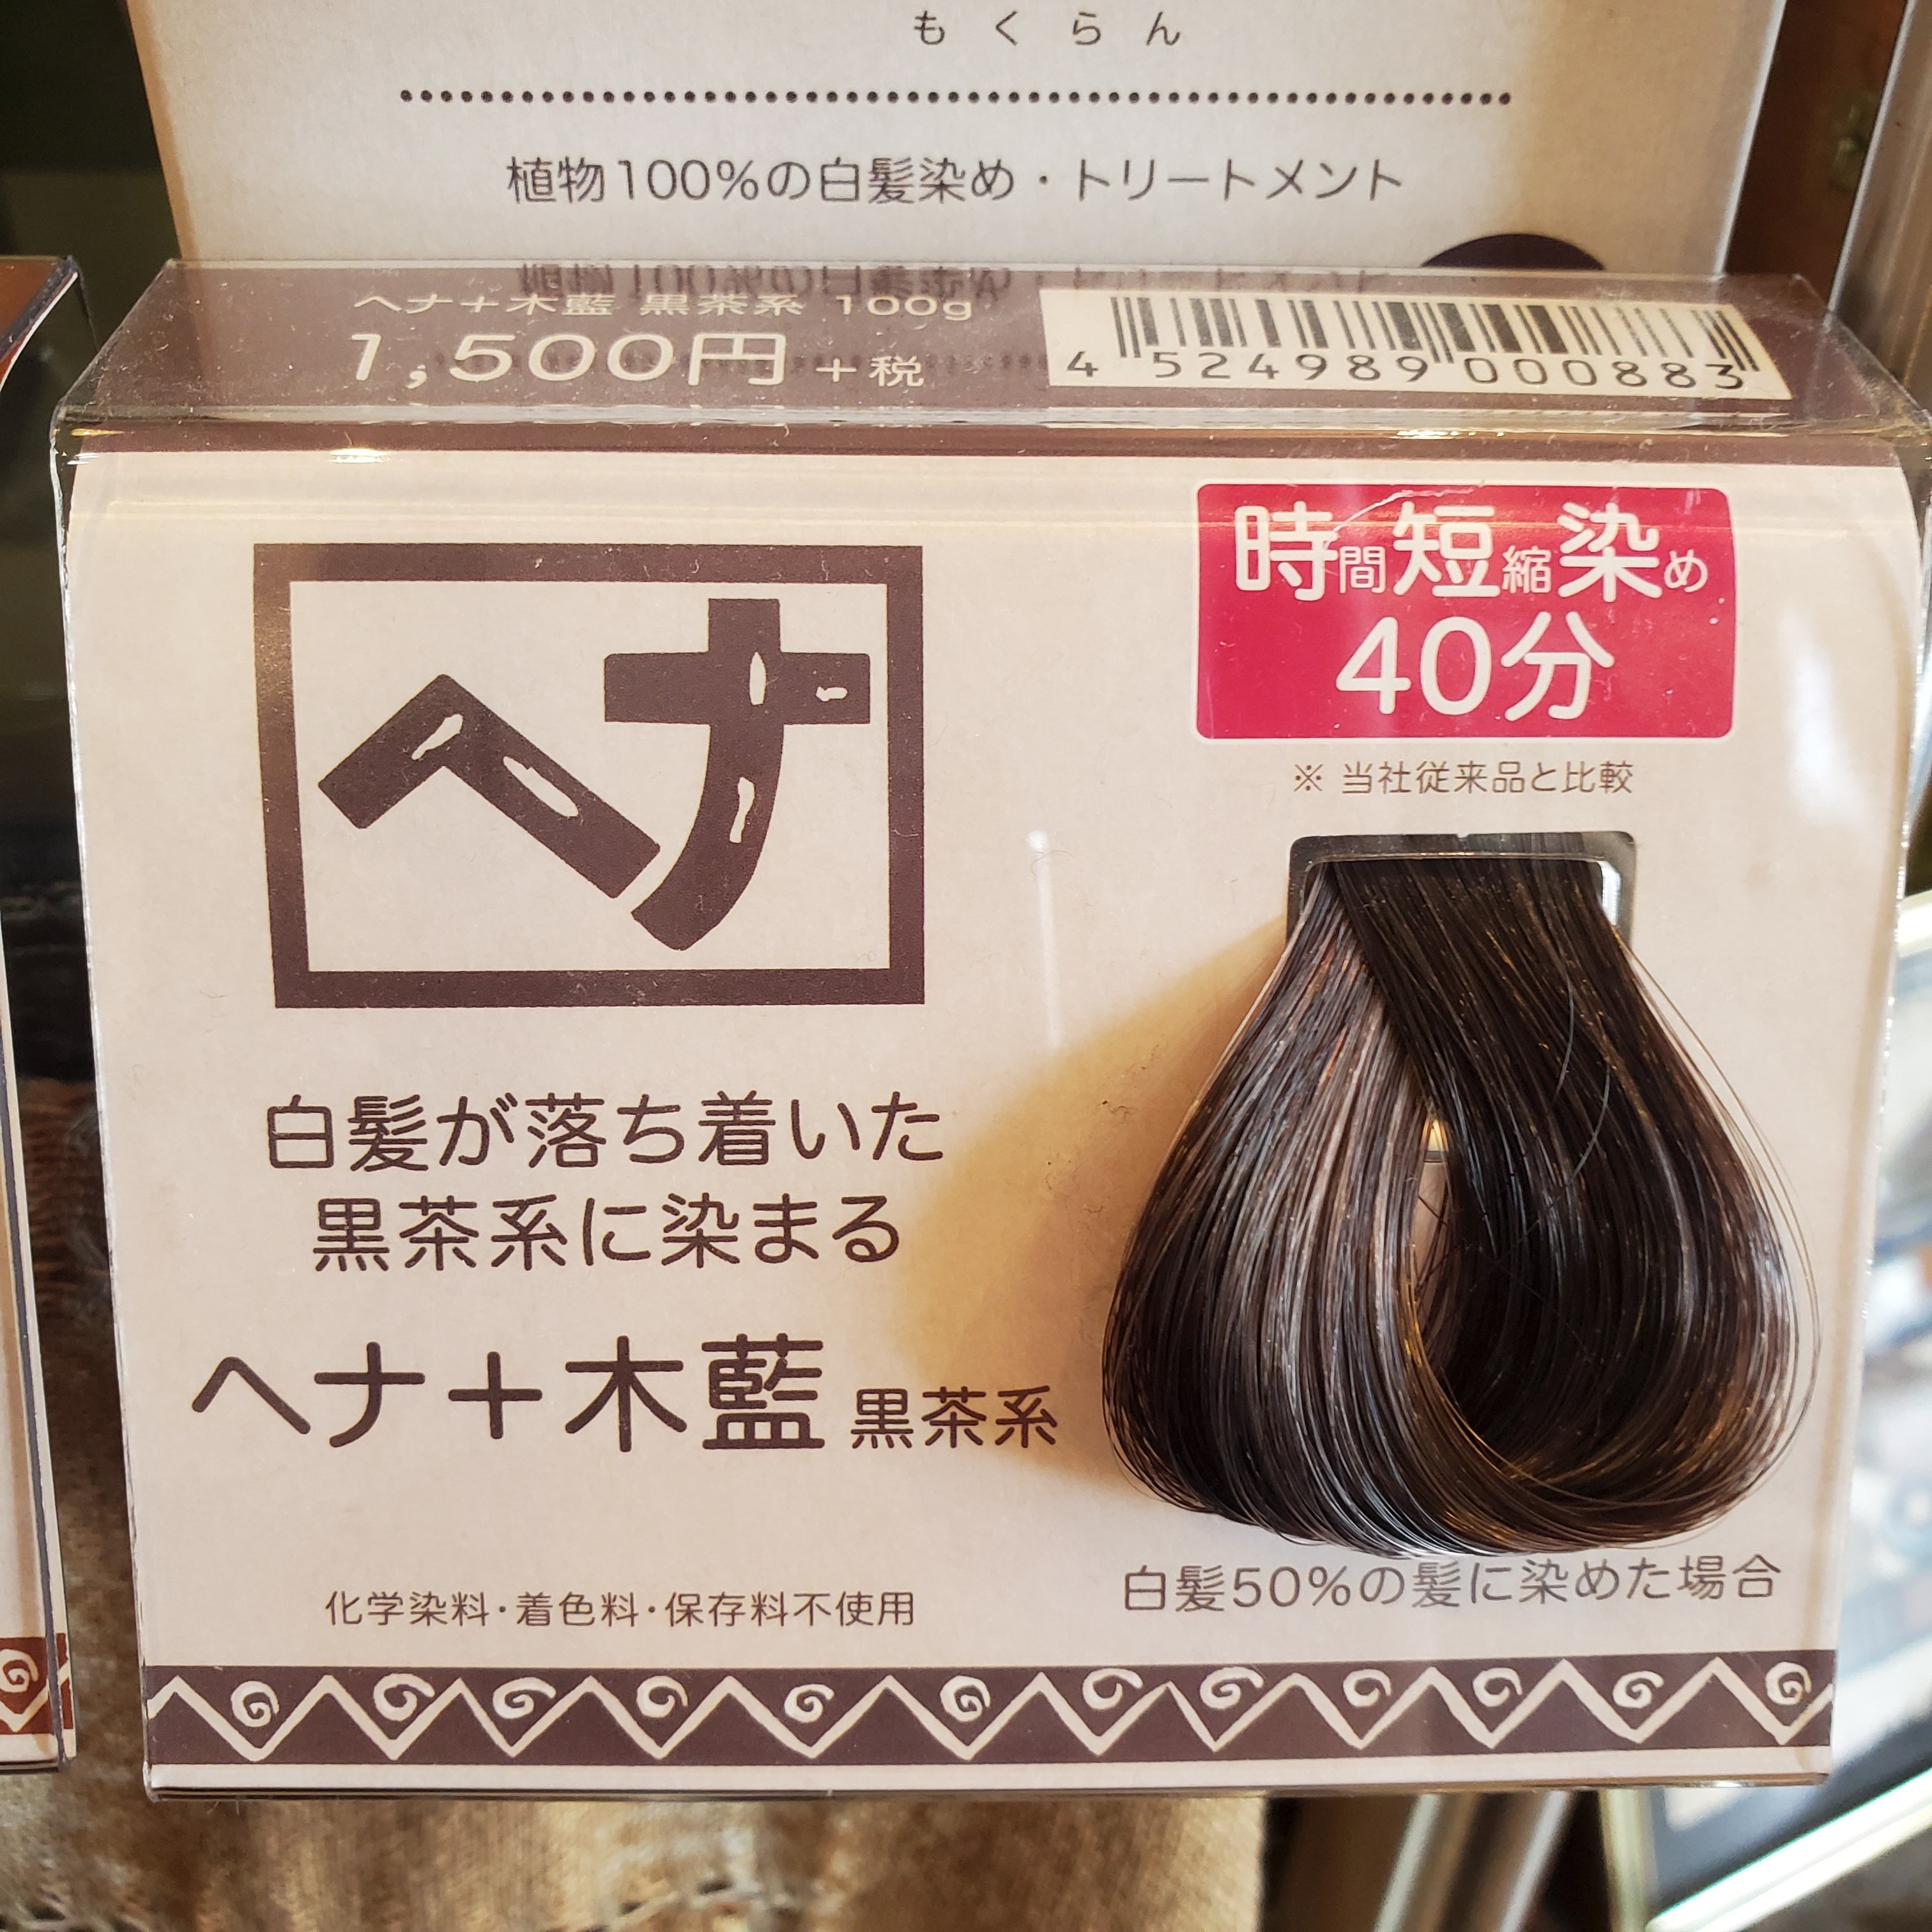 もくらん
植物100%の白髪染め・トリートメント
ヘナ+木藍 黒茶系 100g
1,500円+税
4 524989 000883
時間短縮染め
40分
※ 当社従来品と比較
ヘナ
白髪が落ち着いた
黒茶系に染まる
ヘナ+木藍 黒茶系
白髪50%の髪に染めた場合
化学染料・着色料・保存料不使用